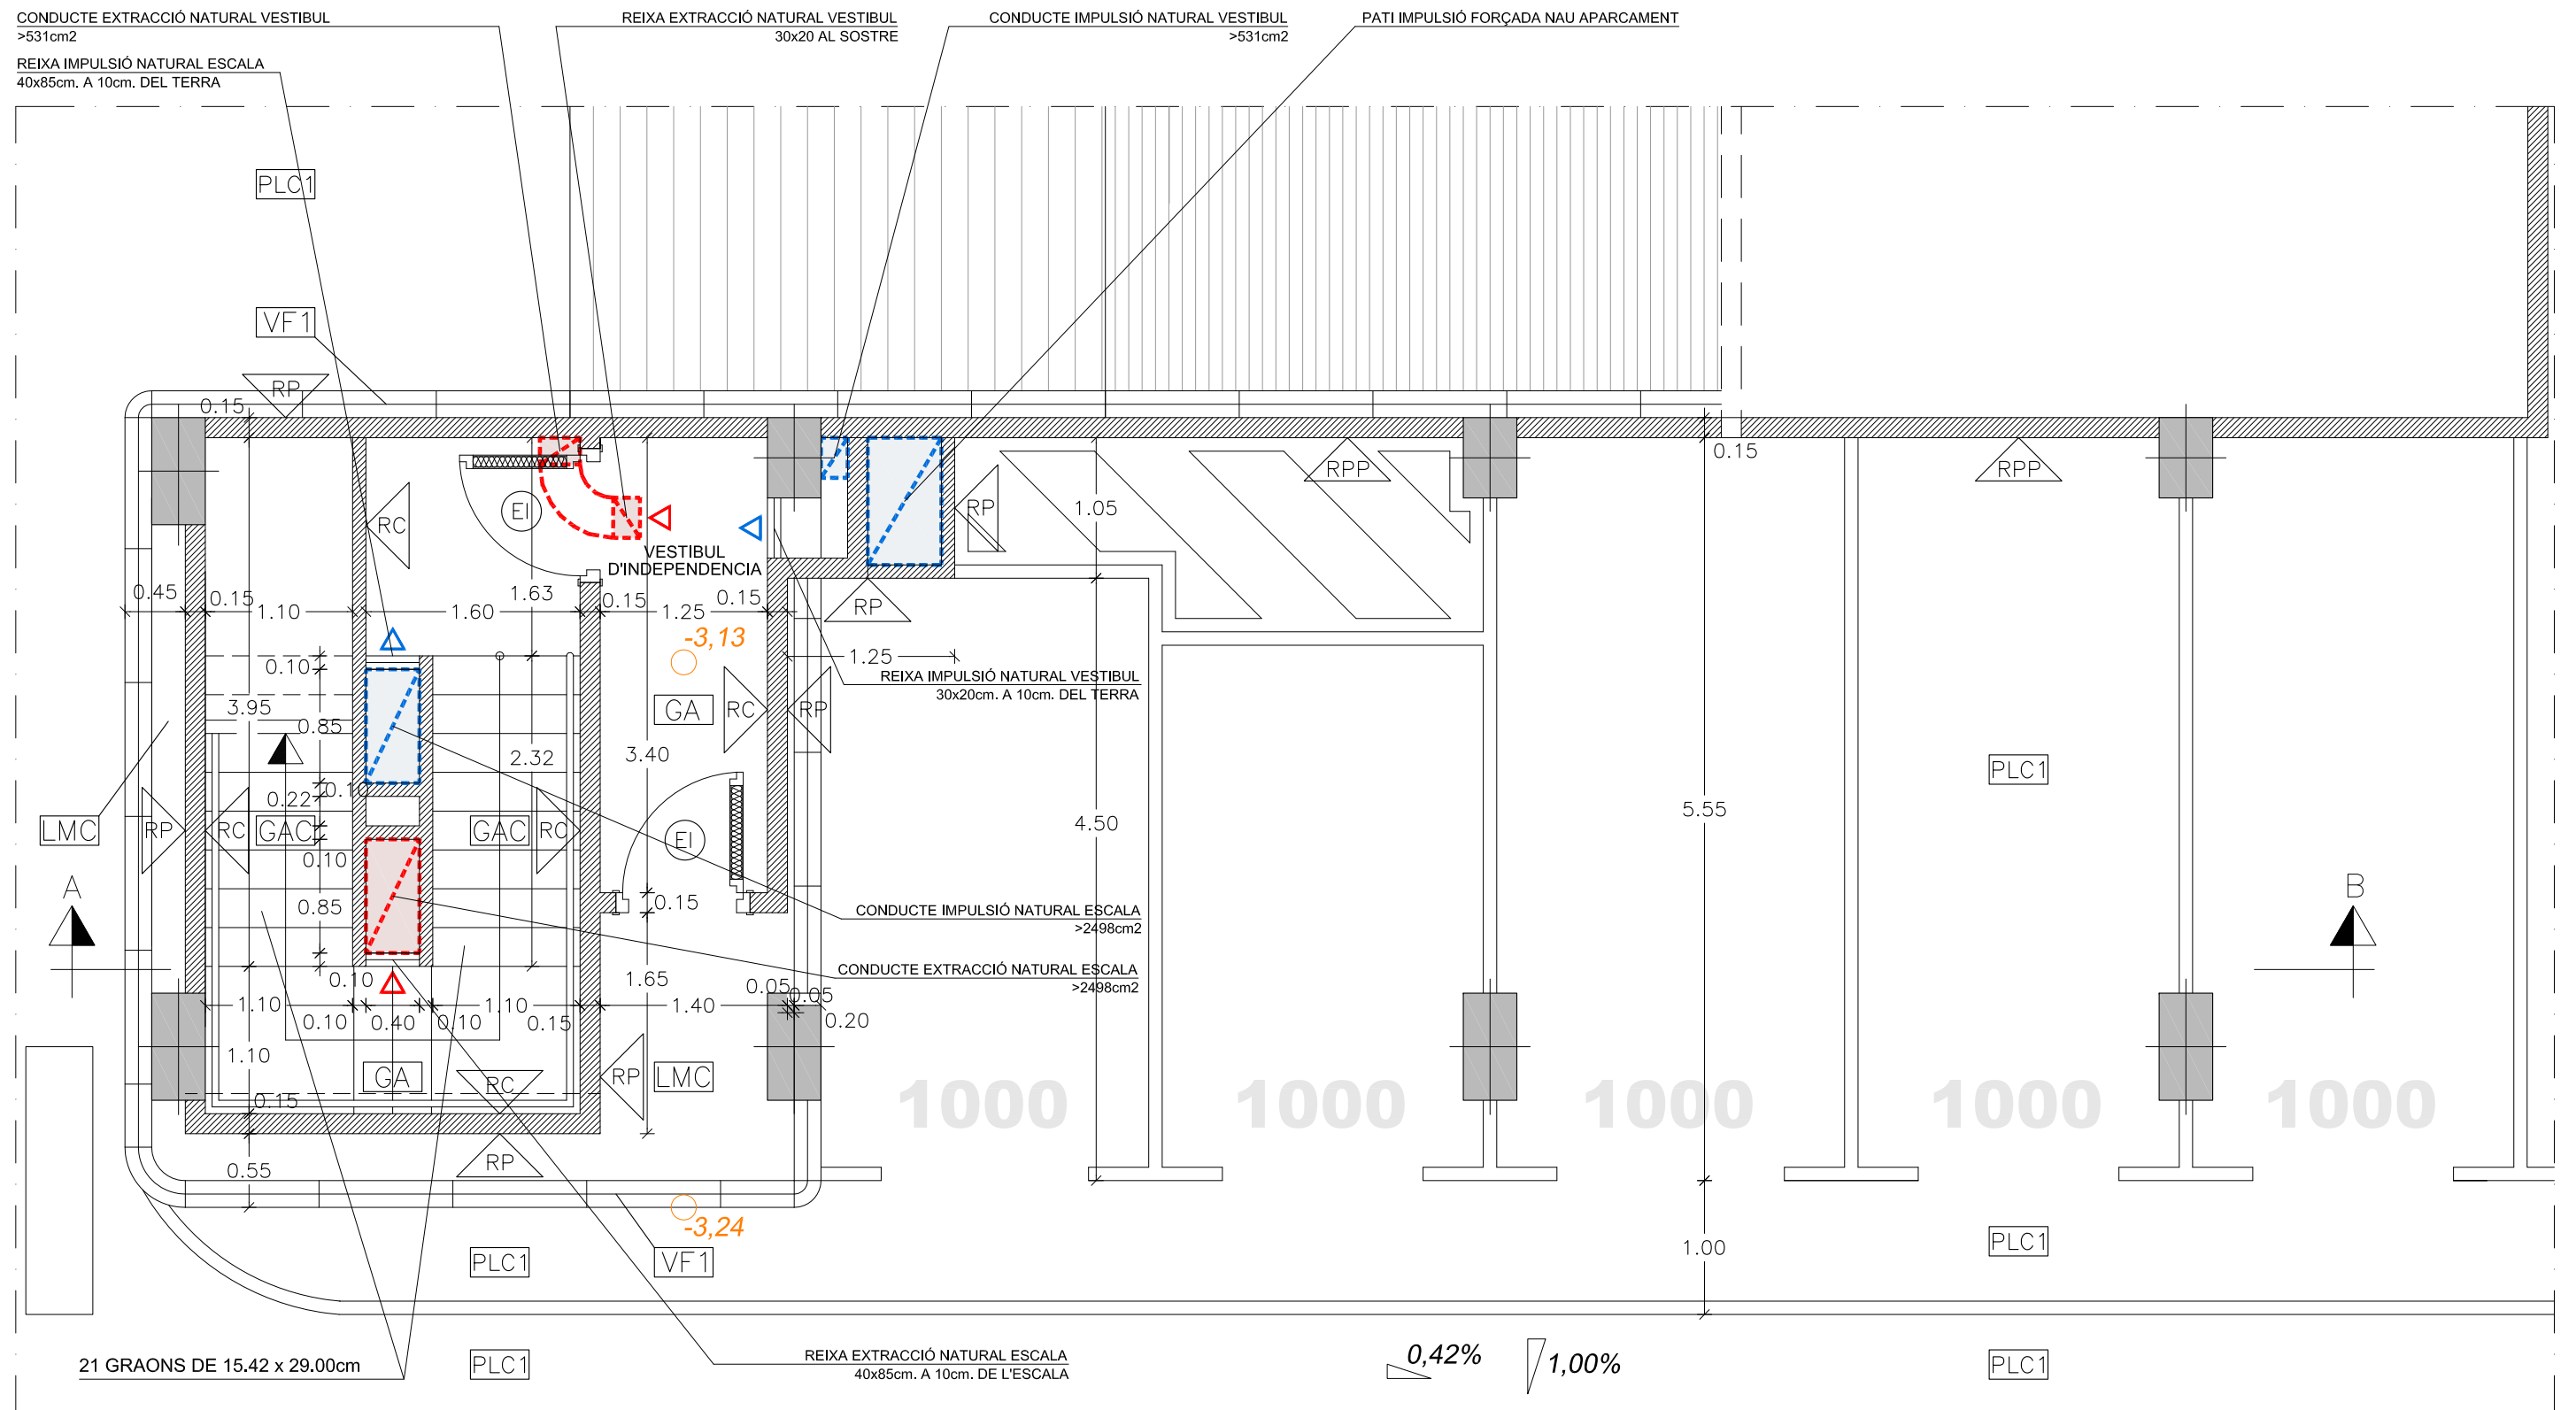 CONDUCTE EXTRACCIÓ NATURAL VESTIBUL
>531cm2
REIXA EXTRACCIÓ NATURAL VESTIBUL
30x20 AL SOSTRE
CONDUCTE IMPULSIÓ NATURAL VESTIBUL
>531cm2
PATI IMPULSIÓ FORÇADA NAU APARCAMENT
REIXA IMPULSIÓ NATURAL ESCALA
40x85cm. A 10cm. DEL TERRA
PLC1
VF1
RP
0.15
0.15
RPP
RPP
RC
EI
RP
1.05
VESTIBUL
D'INDEPENDENCIA
0.45
0.15
1.10
1.60
1.63
0.15
1.25
0.15
RP
-3,13
1.25
0.10
REIXA IMPULSIÓ NATURAL VESTIBUL
30x20cm. A 10cm. DEL TERRA
3.95
0.85
GA
RC
RP
2.32
3.40
PLC1
0.22
0.10
5.55
LMC
RP
RC
GAC
GAC
RC
EI
4.50
0.10
A
0.85
0.15
B
CONDUCTE IMPULSIÓ NATURAL ESCALA
>2498cm2
CONDUCTE EXTRACCIÓ NATURAL ESCALA
>2498cm2
0.10
1.65
0.05
0.05
1.10
1.10
1.40
0.10
0.40
0.10
0.15
0.20
1.10
GA
RC
RP
LMC
1000
1000
1000
1000
1000
0.15
RP
0.55
-3,24
PLC1
VF1
1.00
PLC1
21 GRAONS DE 15.42 x 29.00cm
PLC1
REIXA EXTRACCIÓ NATURAL ESCALA
40x85cm. A 10cm. DE L'ESCALA
0,42%
1,00%
PLC1